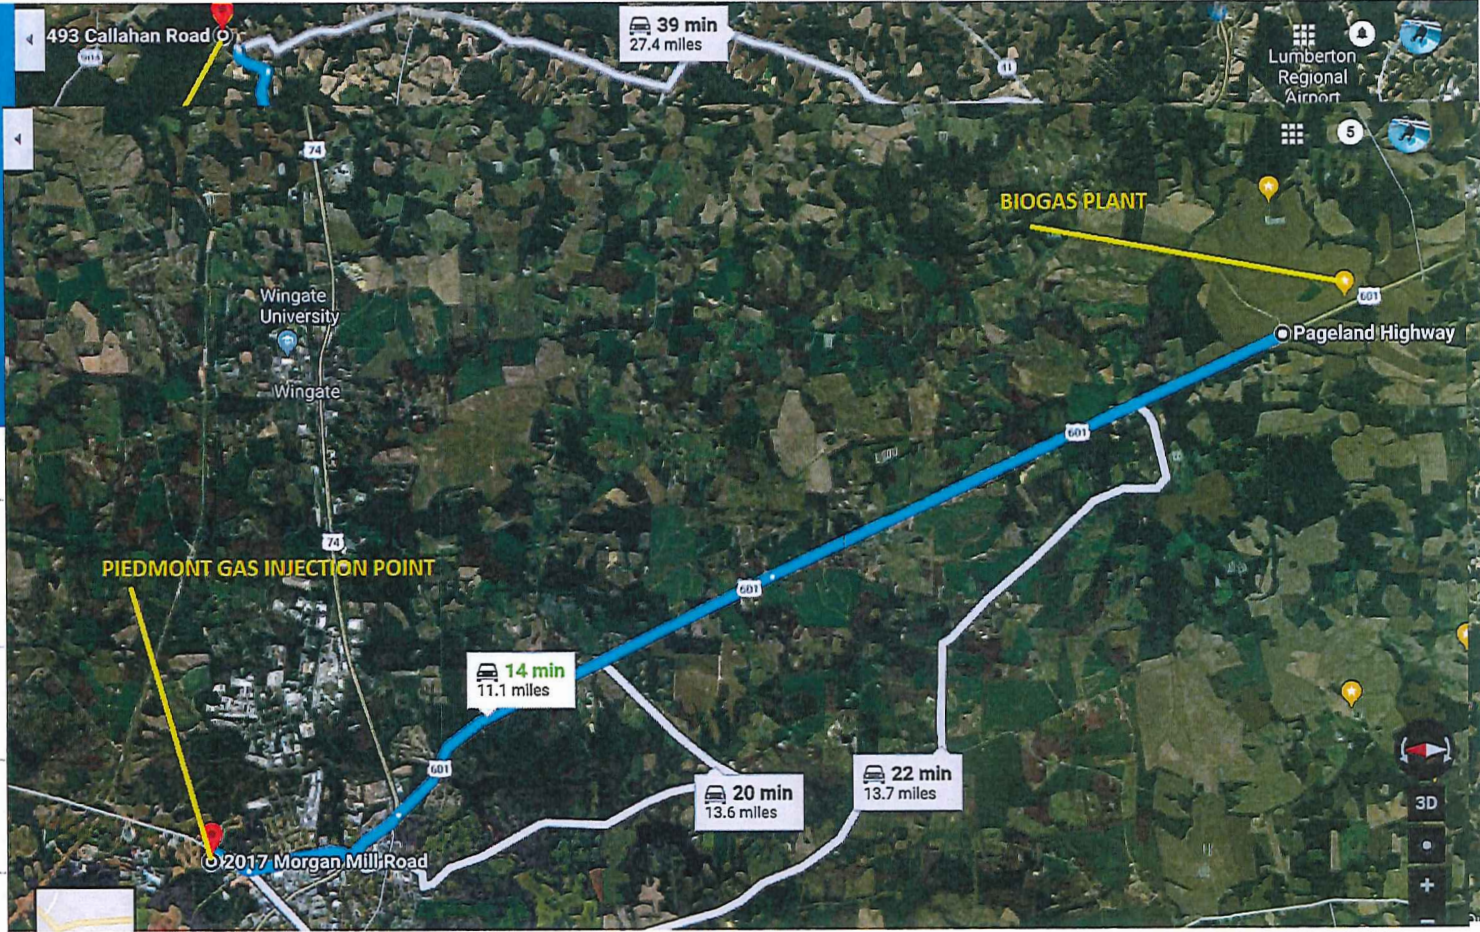 493 Callahan Road
39 min
27.4 miles
41
Lumberton
Regional
Airport
5
74
BIOGAS PLANT
601
Pageland Highway
Wingate
University
Wingate
601
74
PIEDMONT GAS INJECTION POINT
601
14 min
11.1 miles
601
22 min
13.7 miles
20 min
13.6 miles
3D
2017 Morgan Mill Road
+
−